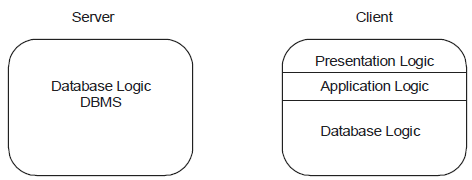 Server
Database Logic
DBMS
Client
Presentation Logic
Application Logic
Database Logic